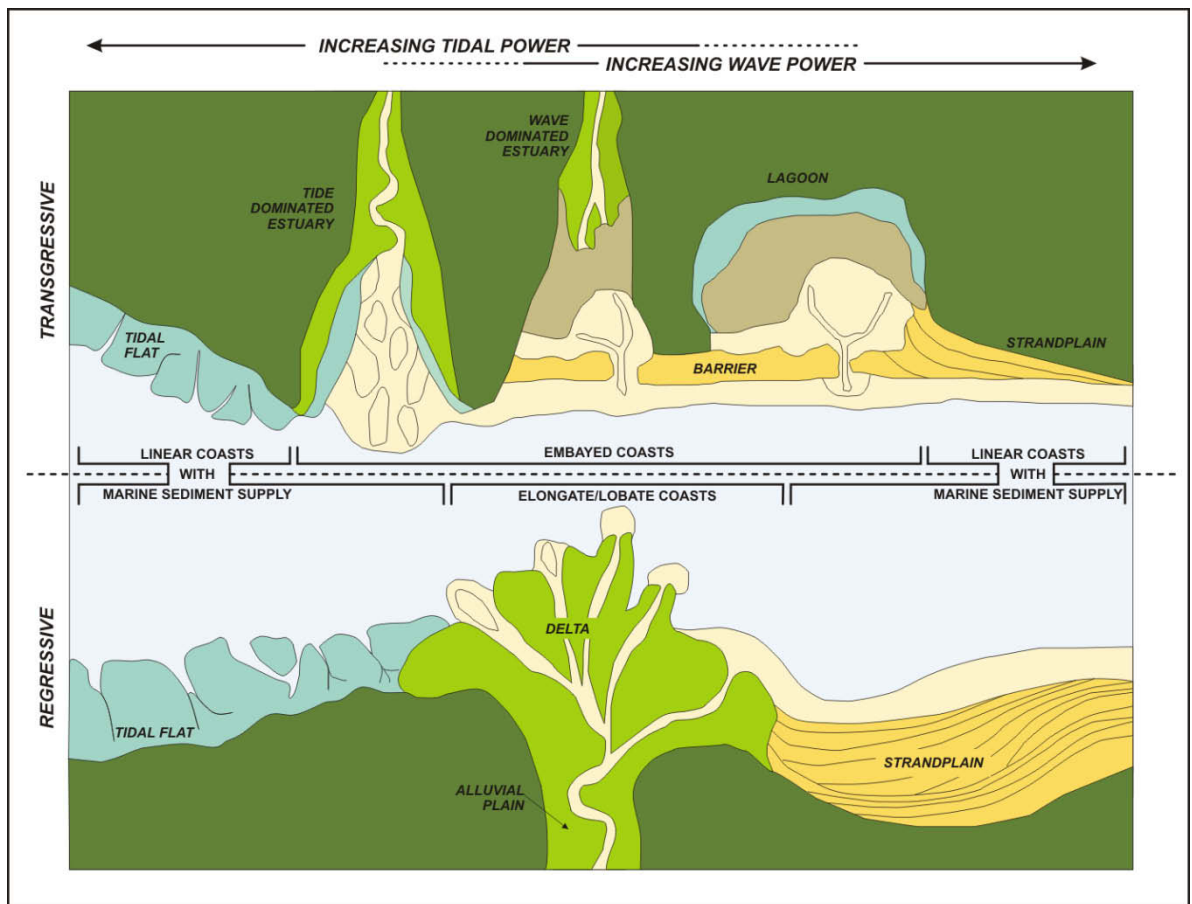 INCREASING TIDAL POWER
INCREASING WAVE POWER
TRANSGRESSIVE
WAVE
DOMINATED
ESTUARY
TIDE
DOMINATED
ESTUARY
LAGOON
TIDAL
FLAT
BARRIER
STRANDPLAIN
LINEAR COASTS
EMBAYED COASTS
LINEAR COASTS
WITH
WITH
MARINE SEDIMENT SUPPLY
ELONGATE/LOBATE COASTS
MARINE SEDIMENT SUPPLY
REGRESSIVE
DELTA
TIDAL FLAT
STRANDPLAIN
ALLUVIAL
PLAIN